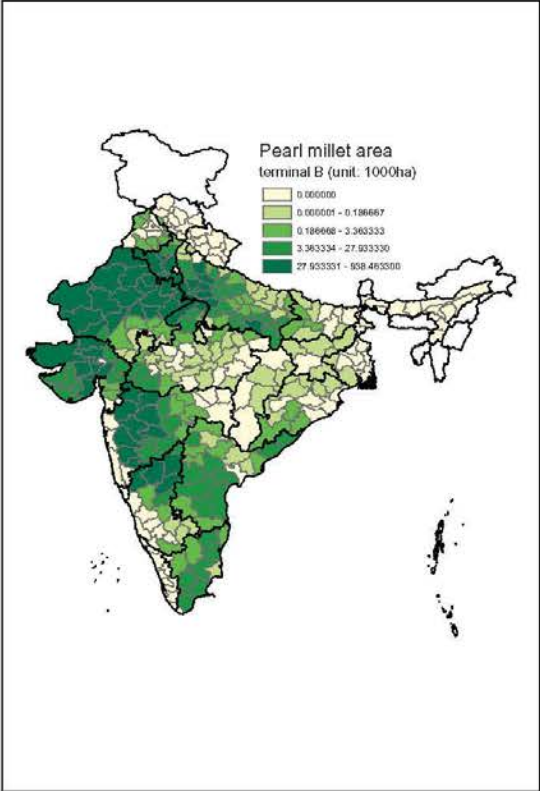 Pearl millet area
terminal B (unit: 1000ha)
0.000000
0.000001 - 0.186667
0.186668 - 3.363333
3.363334 - 27.933330
27.933331 - 938.463300